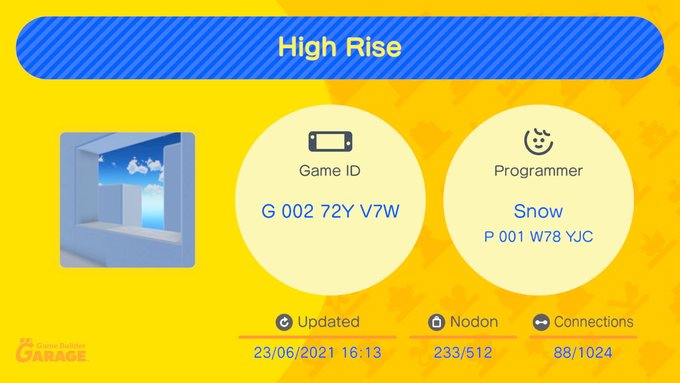 High Rise
Game ID
G 002 72Y V7W
Programmer
Snow
P 001 W78 YJC
Updated
23/06/2021 16:13
Nodon
233/512
Connections
88/1024
Game Builder
GARAGE